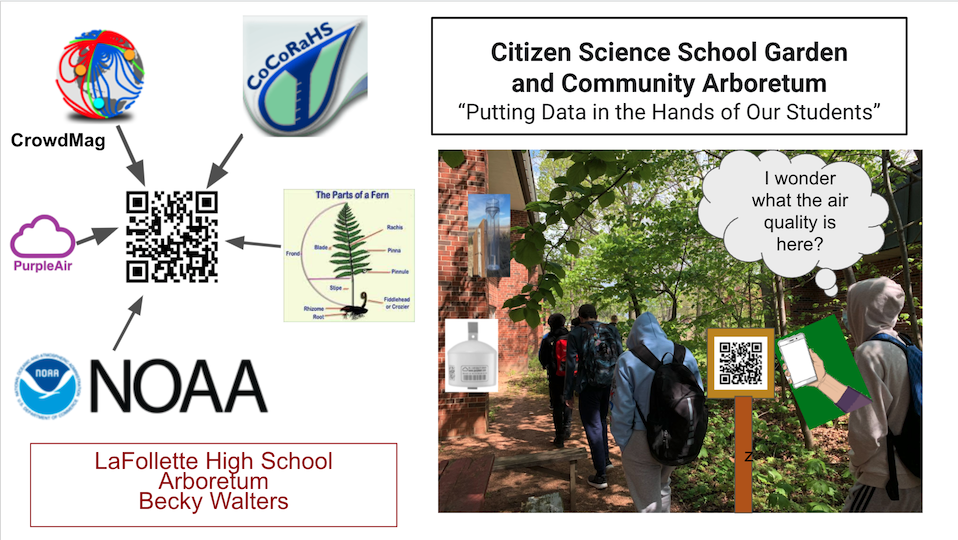 CoCoRaHS
CrowdMag
PurpleAir
The Parts of a Fern
Rachis
Blade
Frond
Pinna
Pinnule
Stipe
Fiddlehead
or Crozier
Rhizome
Root
NOAA
NOAA
LaFollette High School
Arboretum
Becky Walters
Citizen Science School Garden
and Community Arboretum
“Putting Data in the Hands of Our Students”
I wonder
what the air
quality is
here?
z